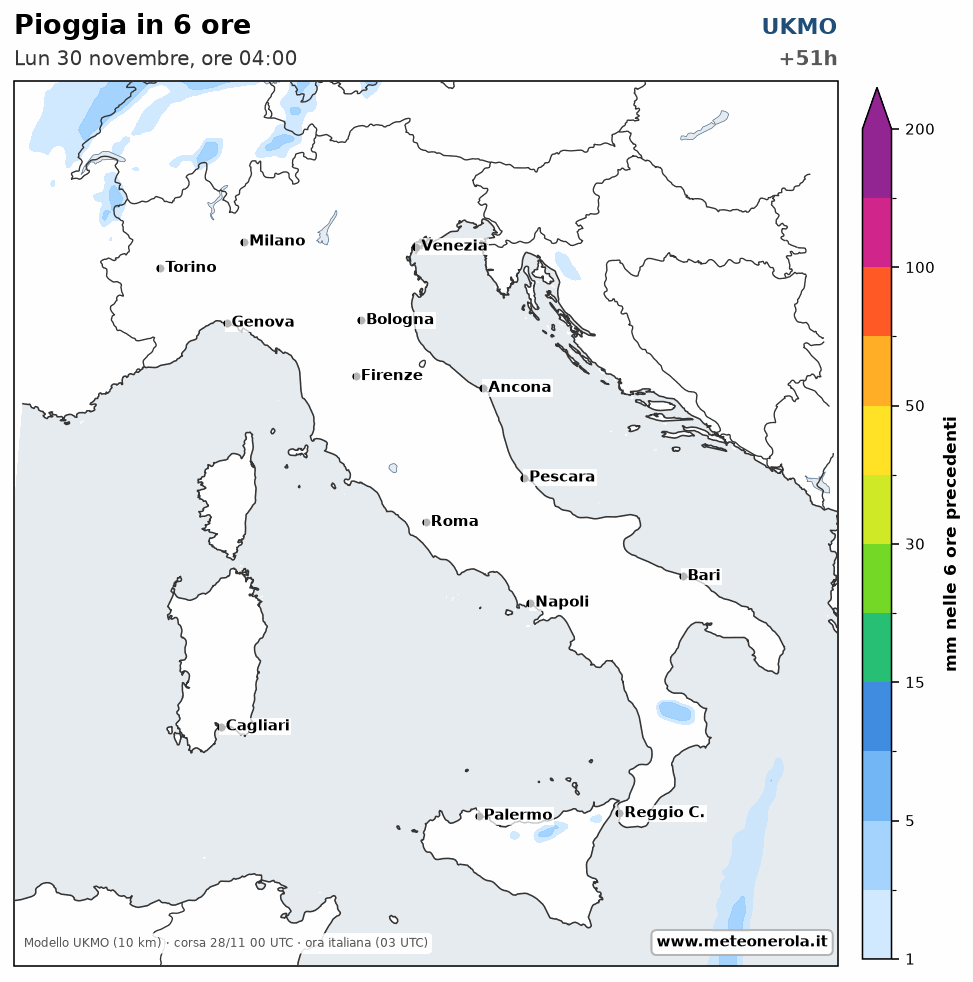 Pioggia in 6 ore
UKMO
Lun 30 novembre, ore 04:00
+51h
Milano
Venezia
Torino
Genova
Bologna
Firenze
Ancona
Pescara
Roma
Bari
Napoli
Cagliari
Palermo
Reggio C.
200
100
50
30
15
5
1
mm nelle 6 ore precedenti
Modello UKMO (10 km) · corsa 28/11 00 UTC · ora italiana (03 UTC)
www.meteonerola.it